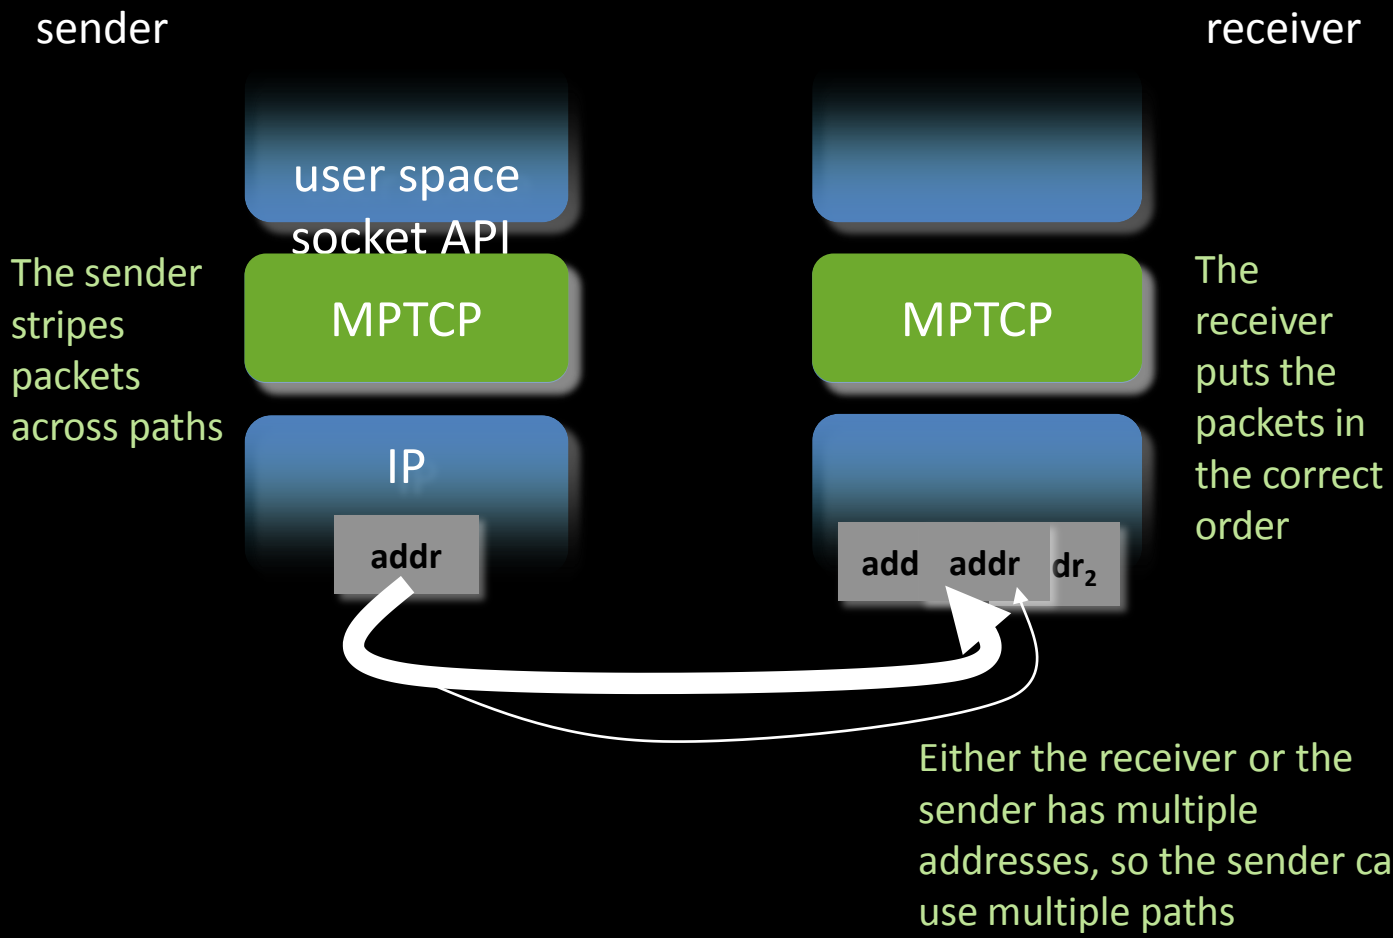 sender
receiver
user space
socket API
The sender
stripes
packets
across paths
MPTCP
MPTCP
The
receiver
puts the
packets in
the correct
order
IP
addr
add
addr
dr₂
Either the receiver or the
sender has multiple
addresses, so the sender ca
use multiple paths